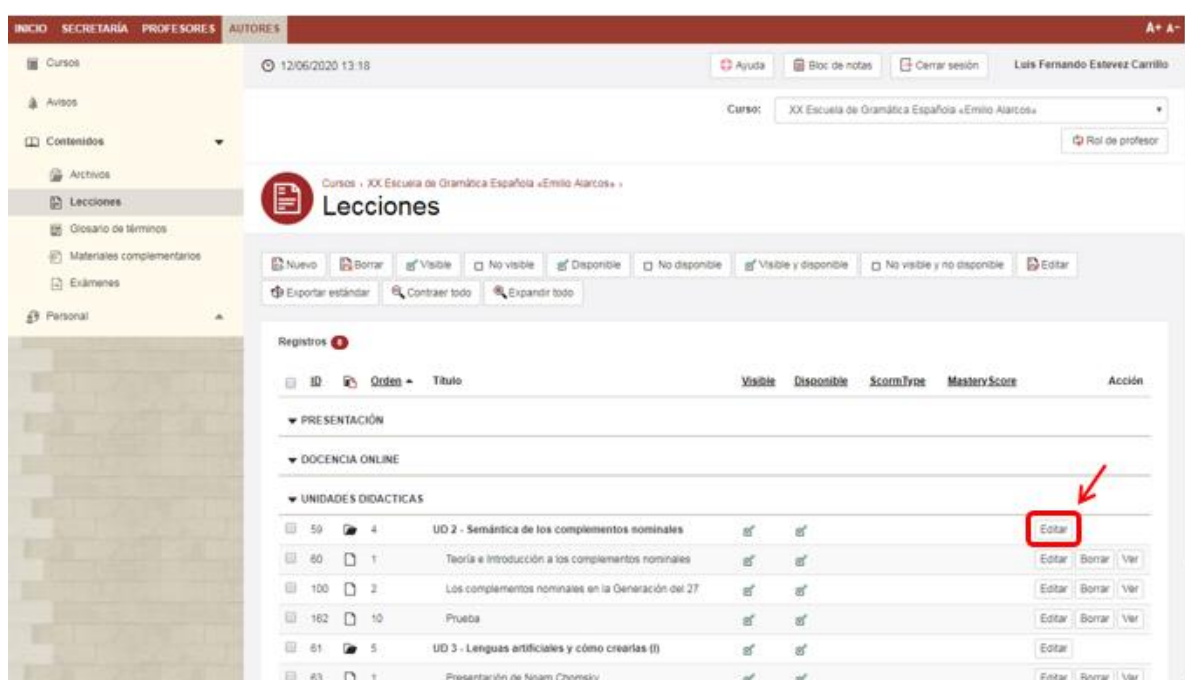 INICIO SECRETARÍA PROFESORES AUTORES A+ A-
Cursos
Avisos
Contenidos
Archivos
Lecciones
Glosario de términos
Materiales complementarios
Exámenes
Personal
12/06/2020 13:18 Ayuda Bloc de notas Cerrar sesión Luis Fernando Estevez Carrillo
Curso: XX Escuela de Gramática Española «Emilio Alarcos»
Rol de profesor
Cursos › XX Escuela de Gramática Española «Emilio Alarcos» ›
Lecciones
Nuevo Borrar Visible No visible Disponible No disponible Visible y disponible No visible y no disponible Editar
Exportar estándar Contraer todo Expandir todo
Registros
ID Orden Título Visible Disponible ScormType MasteryScore Acción
PRESENTACIÓN
DOCENCIA ONLINE
UNIDADES DIDACTICAS
59 4 UD 2 - Semántica de los complementos nominales Editar
60 1 Teoría e Introducción a los complementos nominales Editar Borrar Ver
100 2 Los complementos nominales en la Generación del 27 Editar Borrar Ver
162 10 Prueba Editar Borrar Ver
61 5 UD 3 - Lenguas artificiales y cómo crearlas (I) Editar
63 1 Presentación de Noam Chomsky Editar Borrar Ver